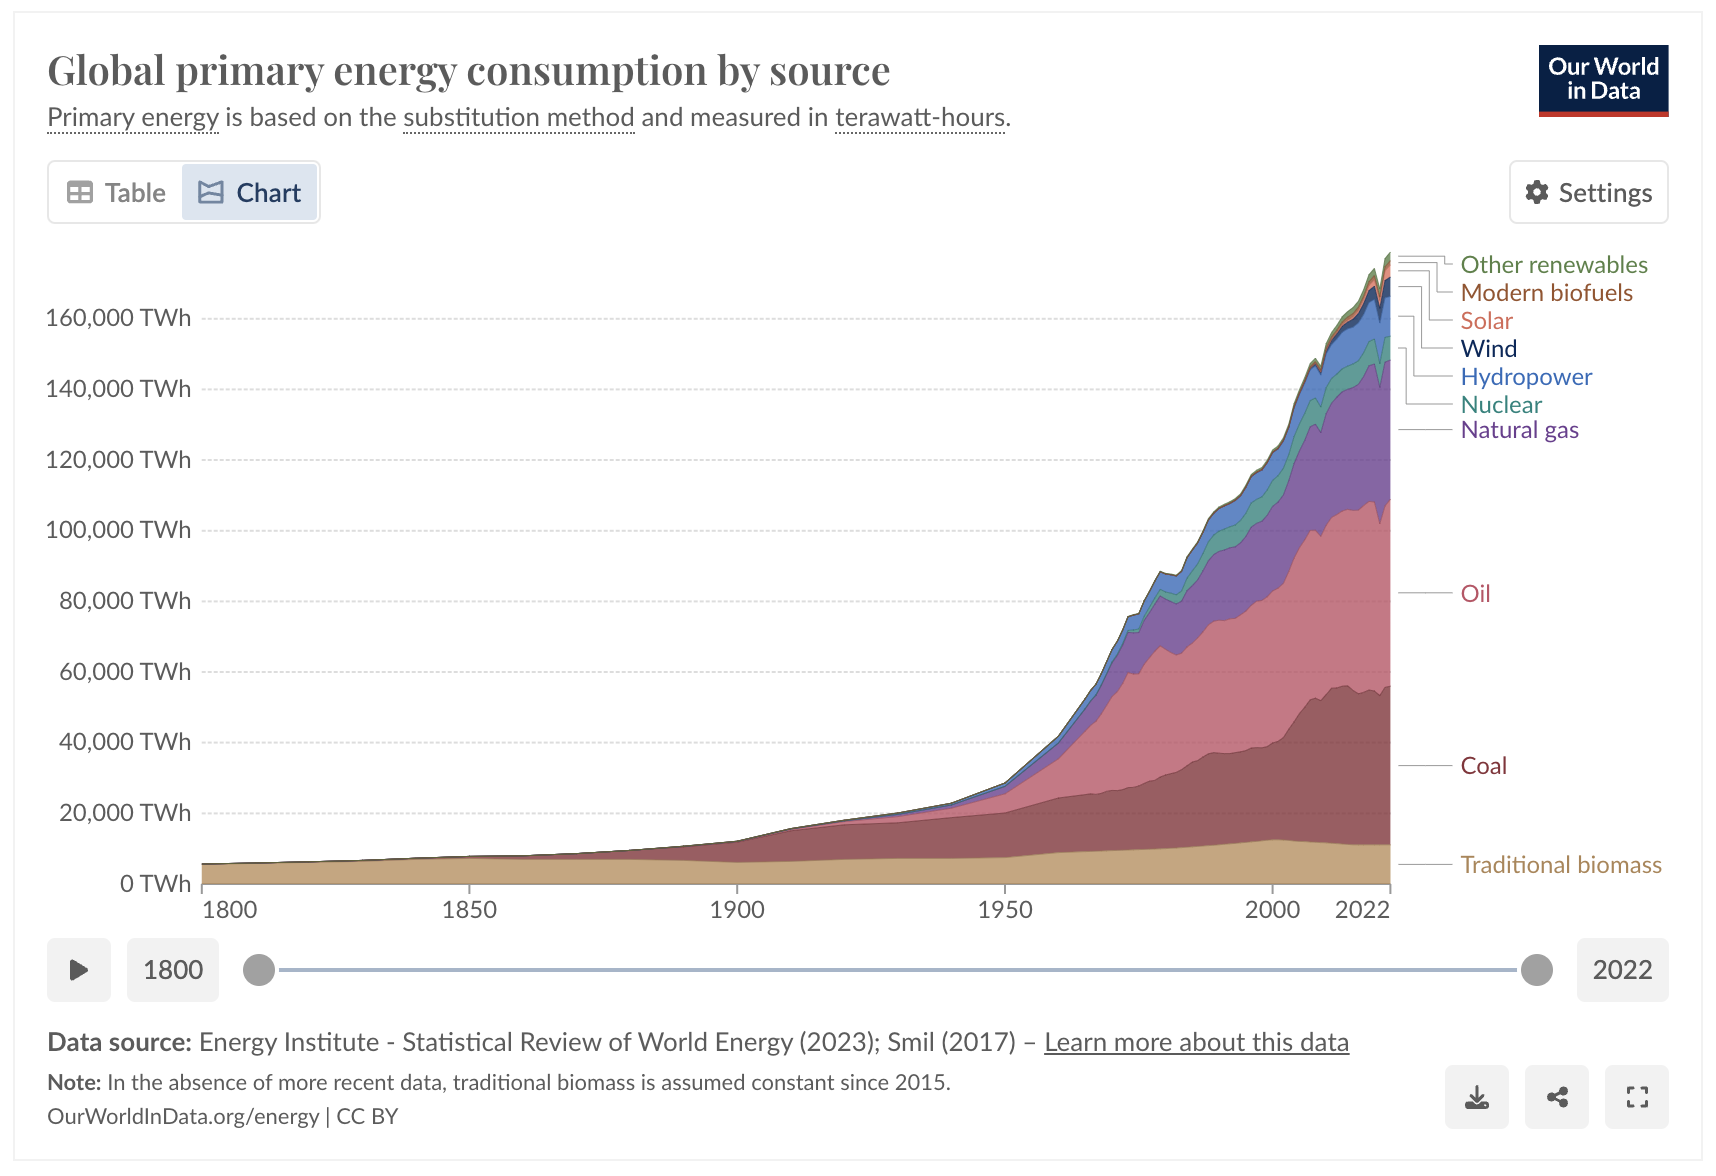 Global primary energy consumption by source
Our World
in Data
Primary energy is based on the substitution method and measured in terawatt-hours.
Table
Chart
Settings
160,000 TWh
140,000 TWh
120,000 TWh
100,000 TWh
80,000 TWh
60,000 TWh
40,000 TWh
20,000 TWh
0 TWh
Other renewables
Modern biofuels
Solar
Wind
Hydropower
Nuclear
Natural gas
Oil
Coal
Traditional biomass
1800
1850
1900
1950
2000
2022
1800
2022
Data source: Energy Institute - Statistical Review of World Energy (2023); Smil (2017) – Learn more about this data
Note: In the absence of more recent data, traditional biomass is assumed constant since 2015.
OurWorldInData.org/energy | CC BY